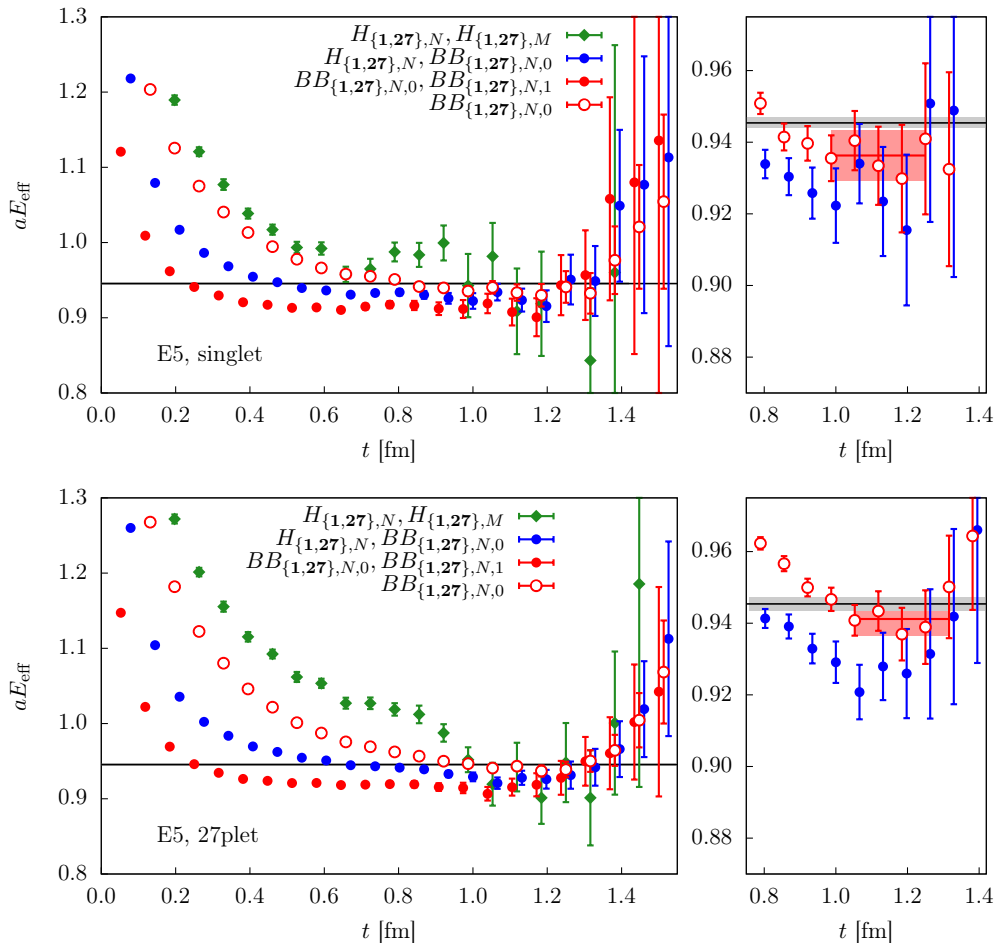 1.3
1.2
1.1
1.0
0.9
0.8
aE_eff
H_{1,27},N, H_{1,27},M
H_{1,27},N, BB_{1,27},N,0
BB_{1,27},N,0, BB_{1,27},N,1
BB_{1,27},N,0
E5, singlet
0.0 0.2 0.4 0.6 0.8 1.0 1.2 1.4
t [fm]
0.96
0.94
0.92
0.90
0.88
0.8 1.0 1.2 1.4
t [fm]
1.3
1.2
1.1
1.0
0.9
0.8
aE_eff
H_{1,27},N, H_{1,27},M
H_{1,27},N, BB_{1,27},N,0
BB_{1,27},N,0, BB_{1,27},N,1
BB_{1,27},N,0
E5, 27plet
0.0 0.2 0.4 0.6 0.8 1.0 1.2 1.4
t [fm]
0.96
0.94
0.92
0.90
0.88
0.8 1.0 1.2 1.4
t [fm]